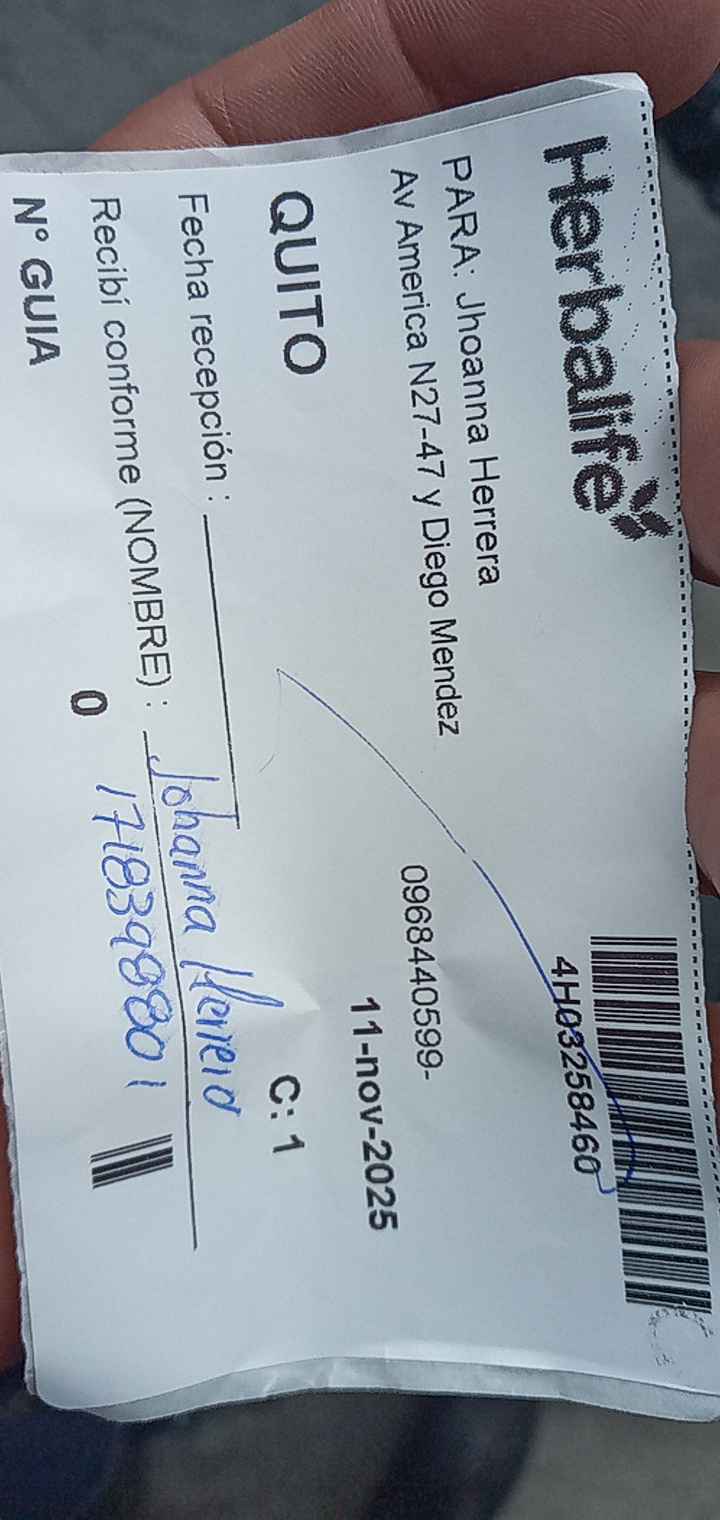 Herbalife
4H03258460
PARA: Jhoanna Herrera
Av America N27-47 y Diego Mendez
0968440599-
11-nov-2025
QUITO
C: 1
Fecha recepción :
Recibí conforme (NOMBRE) : Johanna Herrera
1718398801
N° GUIA 0